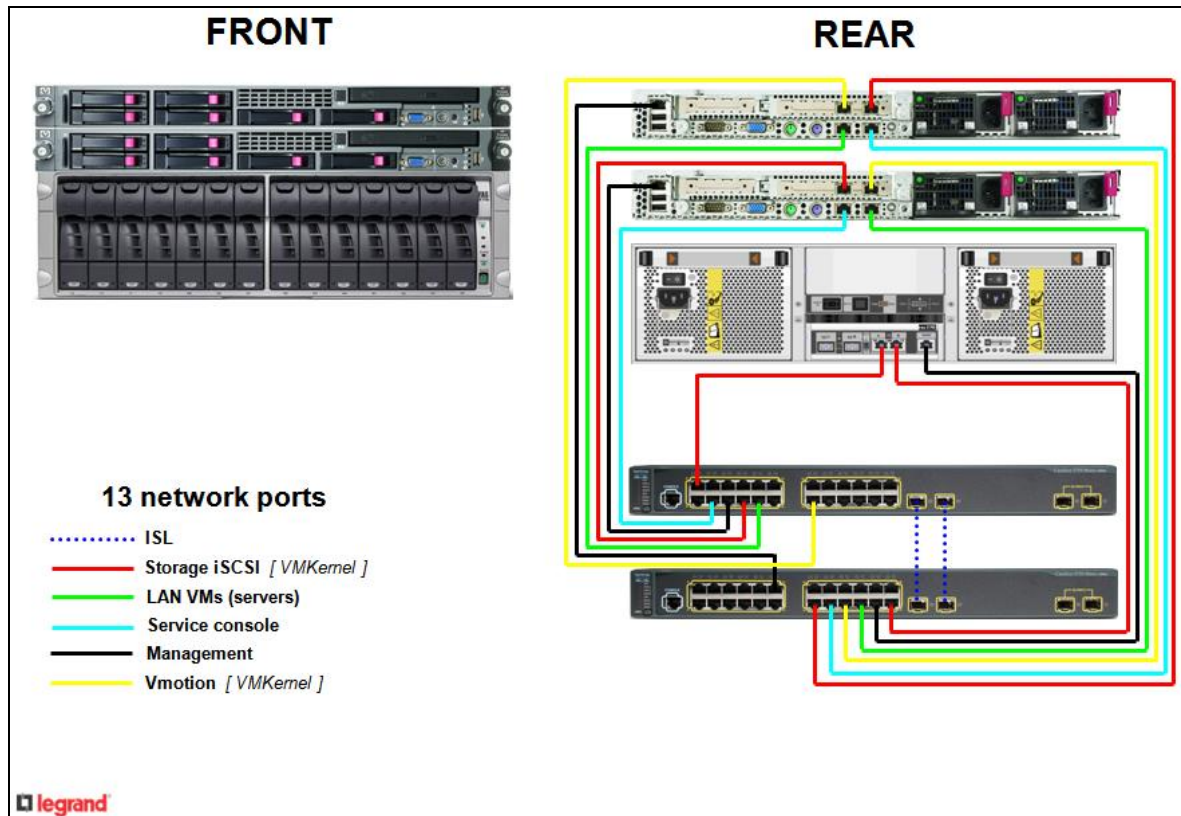 FRONT
REAR
13 network ports
ISL
Storage iSCSI [ VMKernel ]
LAN VMs (servers)
Service console
Management
Vmotion [ VMKernel ]
legrand